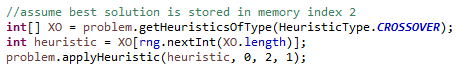 //assume best solution is stored in memory index 2
int[] XO = problem.getHeuristicsOfType(HeuristicType.CROSSOVER);
int heuristic = XO[rng.nextInt(XO.length)];
problem.applyHeuristic(heuristic, 0, 2, 1);